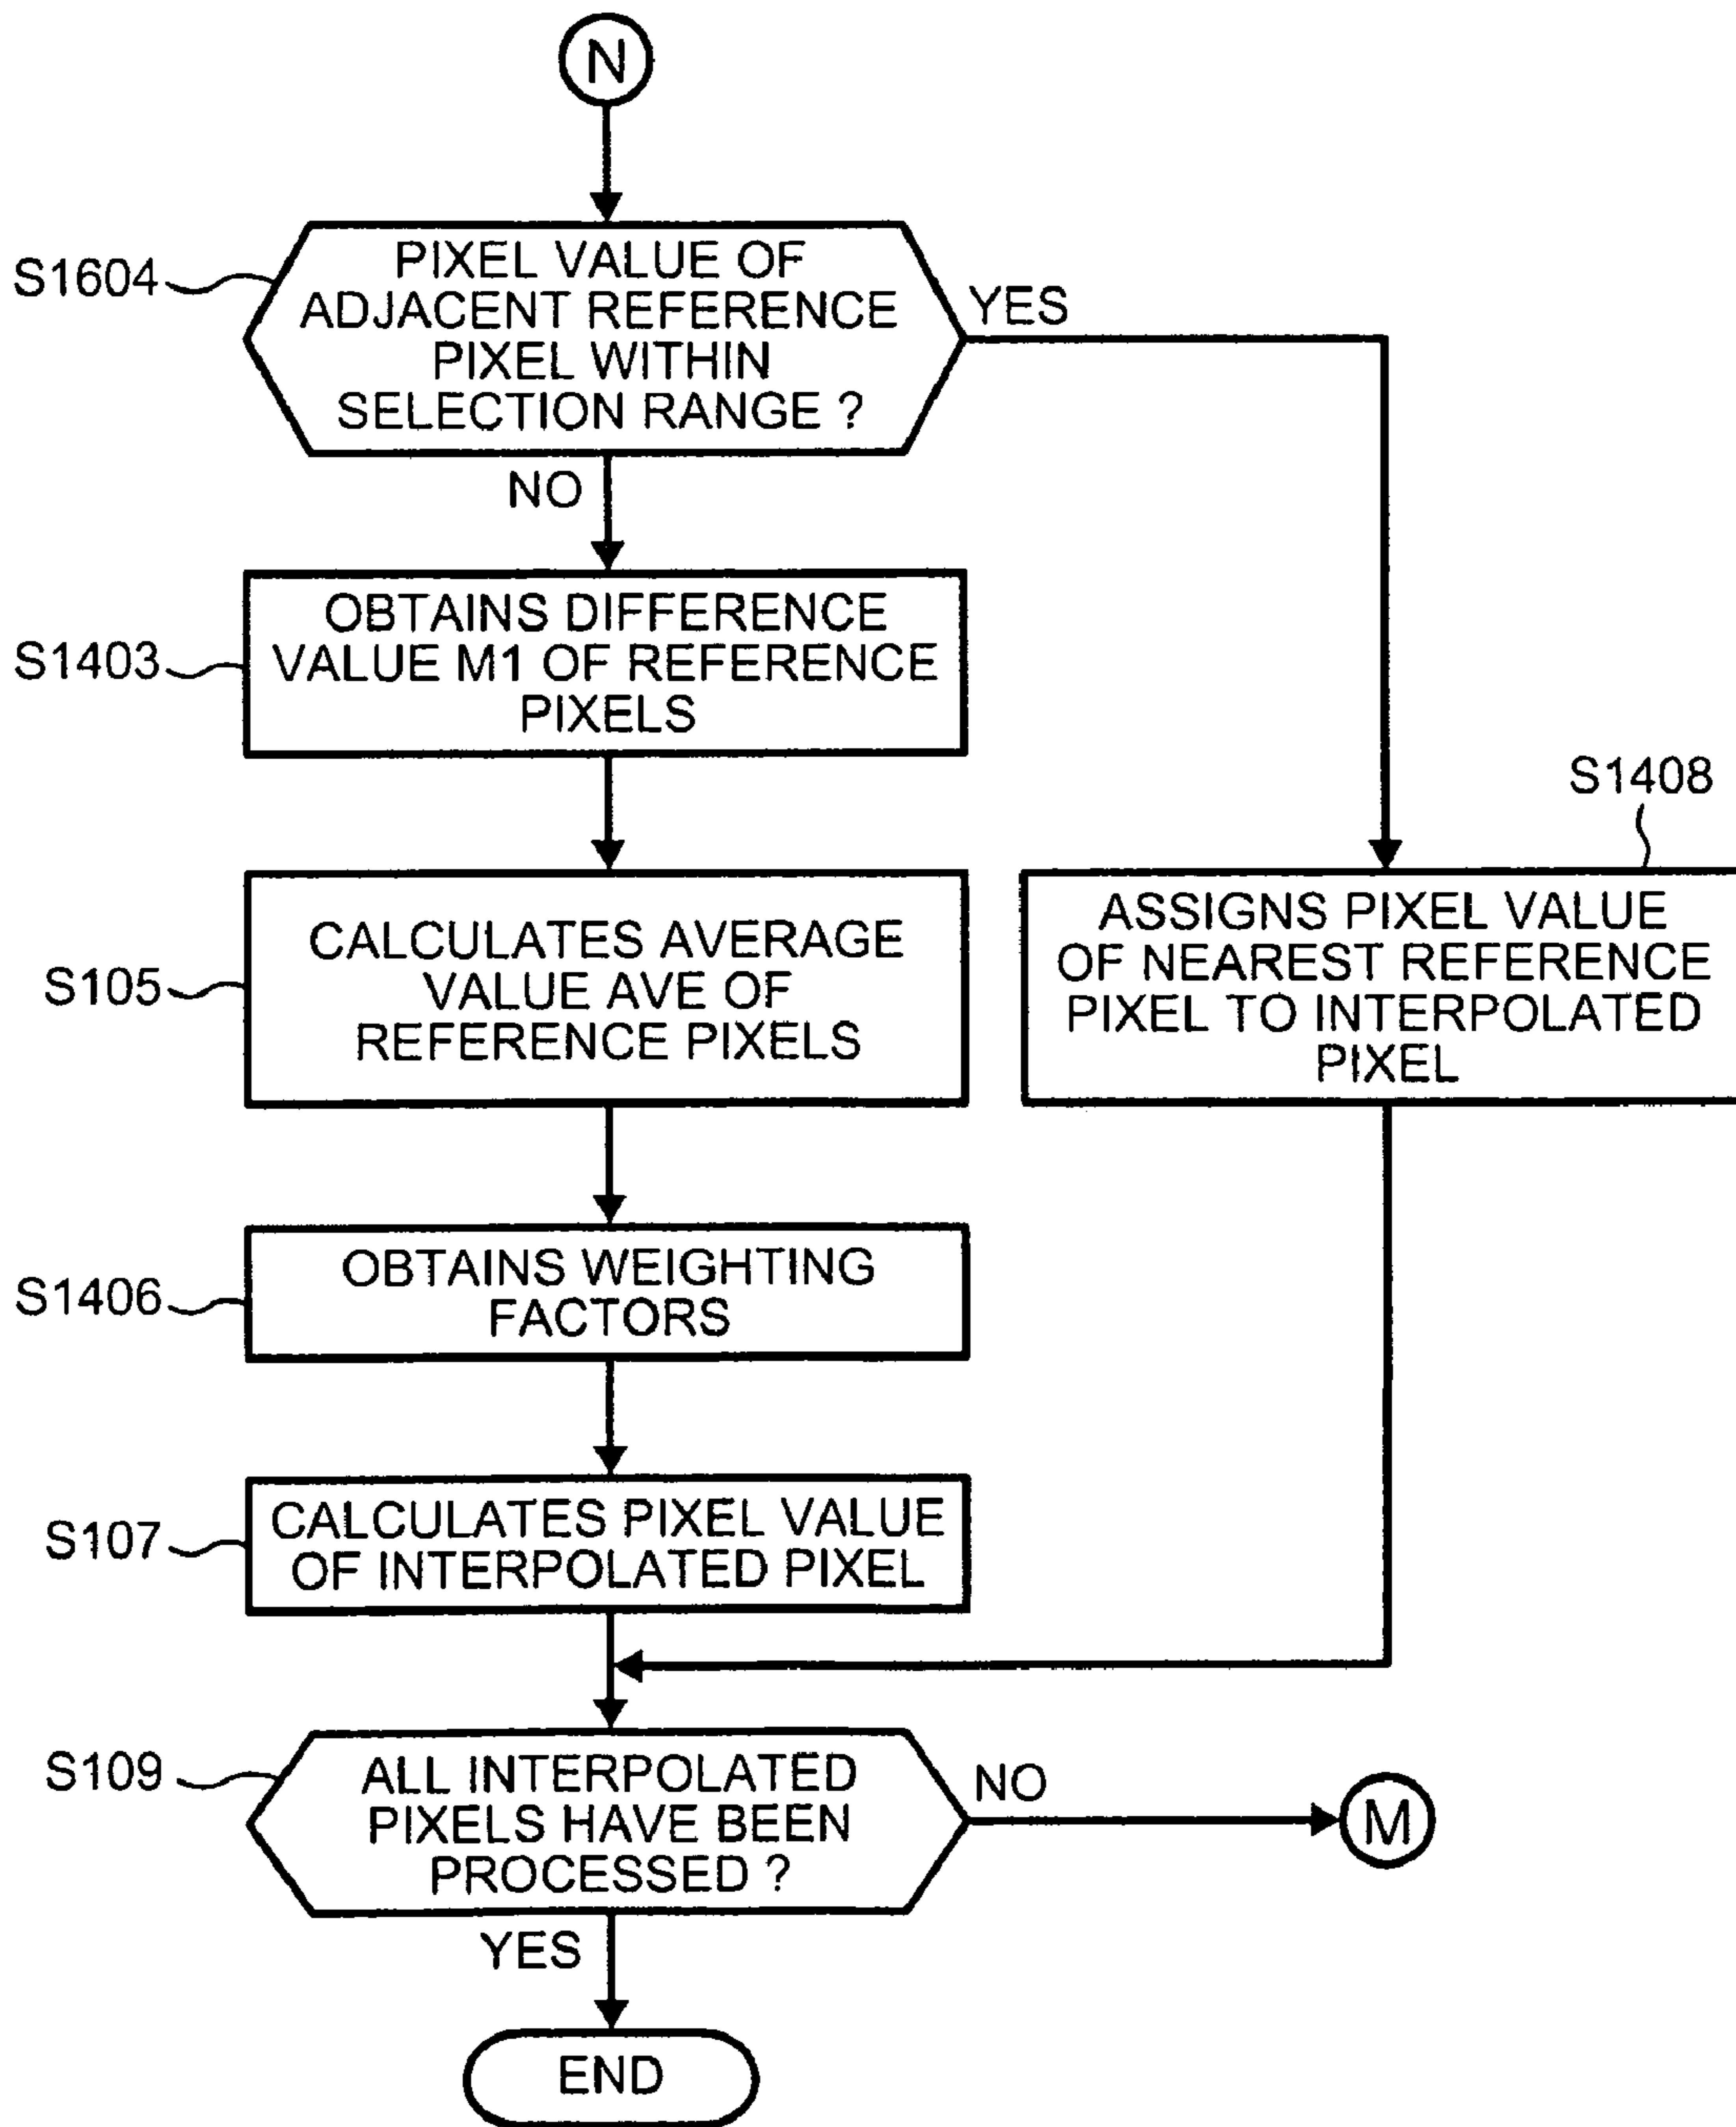 N
S1604
PIXEL VALUE OF
ADJACENT REFERENCE
PIXEL WITHIN
SELECTION RANGE ?
YES
NO
S1403
OBTAINS DIFFERENCE
VALUE M1 OF REFERENCE
PIXELS
S1408
S105
CALCULATES AVERAGE
VALUE AVE OF
REFERENCE PIXELS
ASSIGNS PIXEL VALUE
OF NEAREST REFERENCE
PIXEL TO INTERPOLATED
PIXEL
S1406
OBTAINS WEIGHTING
FACTORS
S107
CALCULATES PIXEL VALUE
OF INTERPOLATED PIXEL
S109
ALL INTERPOLATED
PIXELS HAVE BEEN
PROCESSED ?
NO
M
YES
END